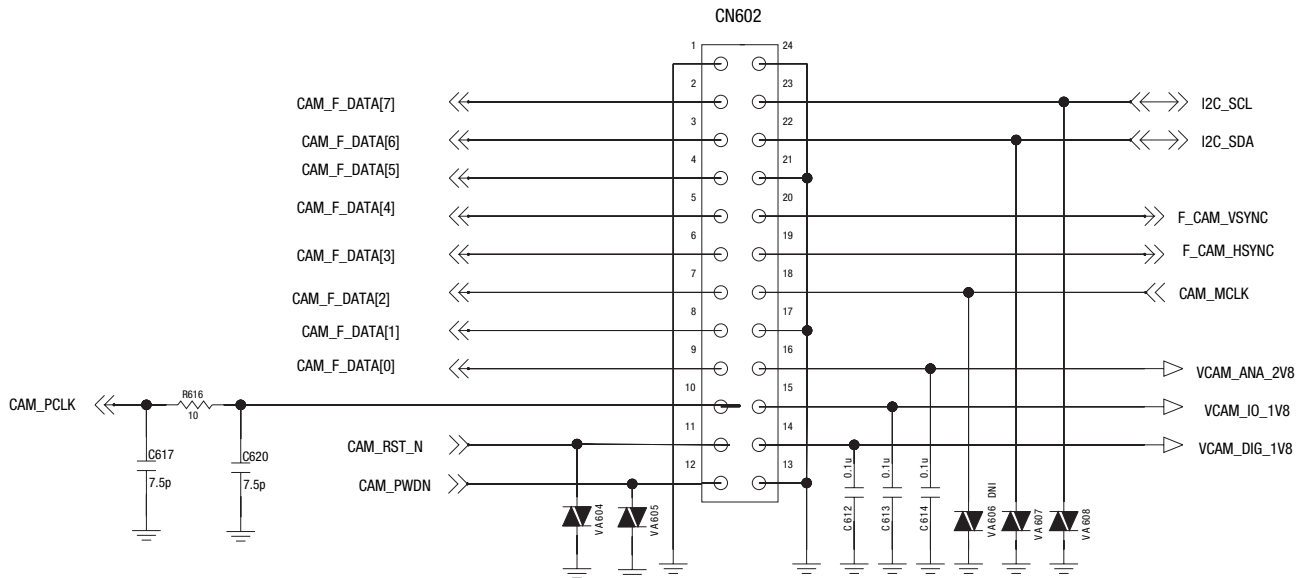 CN602
1 24
2 23
CAM_F_DATA[7] I2C_SCL
3 22
CAM_F_DATA[6] I2C_SDA
4 21
CAM_F_DATA[5]
5 20
CAM_F_DATA[4] F_CAM_VSYNC
6 19
CAM_F_DATA[3] F_CAM_HSYNC
7 18
CAM_F_DATA[2] CAM_MCLK
8 17
CAM_F_DATA[1]
9 16
CAM_F_DATA[0] VCAM_ANA_2V8
10 15
CAM_PCLK R616 10 VCAM_IO_1V8
11 14
CAM_RST_N VCAM_DIG_1V8
12 13
CAM_PWDN
C617 7.5p
C620 7.5p
VA604
VA605
C612 0.1u
C613 0.1u
C614 0.1u
VA606 DNI
VA607
VA608